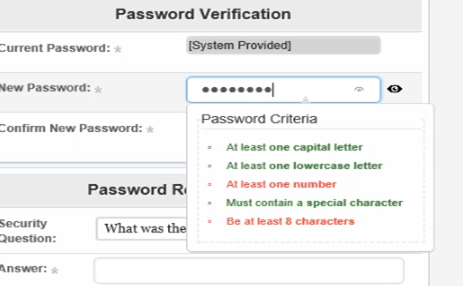 Password Verification
Current Password: *
[System Provided]
New Password: *
••••••••
Password Criteria
At least one capital letter
At least one lowercase letter
At least one number
Must contain a special character
Be at least 8 characters
Confirm New Password: *
Password Re
Security Question:
What was the
Answer: *